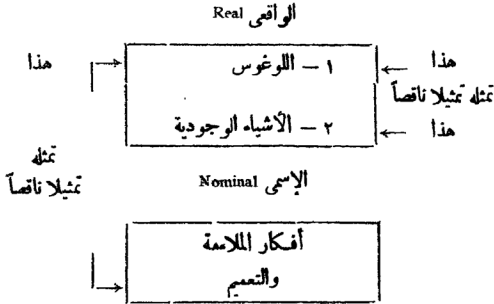 الواقعى Real
هذا
١ – اللوغوس
هذا
تمثله تمثيلا ناقصاً
٢ – الأشياء الوجودية
هذا
تمثله
تمثيلا ناقصاً
الإسمى Nominal
أفكار الملاءمة
والتعميم